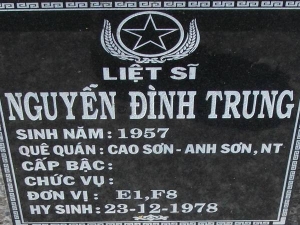 LIỆT SĨ
NGUYỄN ĐÌNH TRUNG
SINH NĂM: 1957
QUÊ QUÁN: CAO SƠN - ANH SƠN, NT
CẤP BẬC:
CHỨC VỤ:
ĐƠN VỊ: E1,F8
HY SINH: 23-12-1978